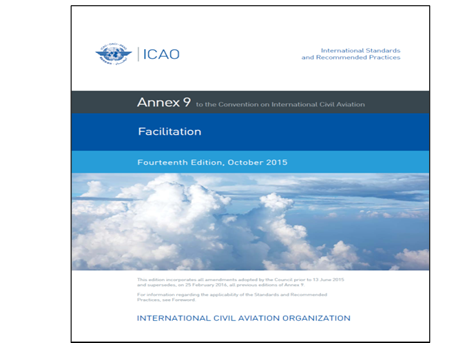 ICAO
International Standards
and Recommended Practices
Annex 9 to the Convention on International Civil Aviation
Facilitation
Fourteenth Edition, October 2015
This edition incorporates all amendments adopted by the Council prior to 13 June 2015
and supersedes, on 25 February 2016, all previous editions of Annex 9.
For information regarding the applicability of the Standards and Recommended
Practices, see Foreword.
INTERNATIONAL CIVIL AVIATION ORGANIZATION